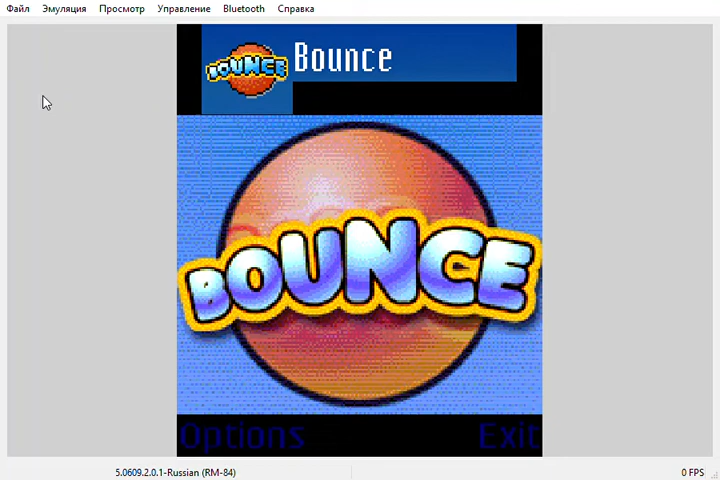 Файл Эмуляция Просмотр Управление Bluetooth Справка
BOUNCE Bounce
BOUNCE
Options Exit
5.0609.2.0.1-Russian (RM-84) 0 FPS